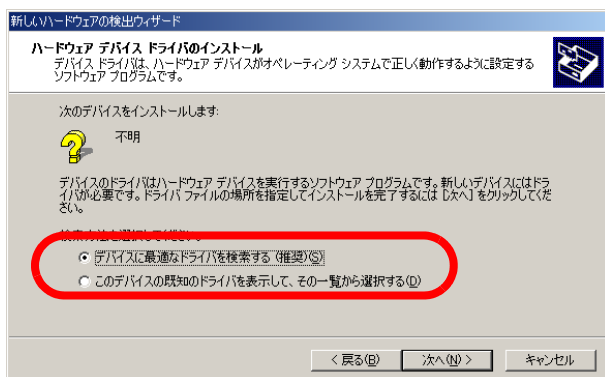 新しいハードウェアの検出ウィザード
ハードウェア デバイス ドライバのインストール
デバイス ドライバは、ハードウェア デバイスがオペレーティング システムで正しく動作するように設定する
ソフトウェア プログラムです。
次のデバイスをインストールします:
不明
デバイスのドライバはハードウェア デバイスを実行するソフトウェア プログラムです。新しいデバイスにはドラ
イバが必要です。ドライバ ファイルの場所を指定してインストールを完了するには [次へ] をクリックしてくだ
さい。
検索方法を選択してください。
デバイスに最適なドライバを検索する (推奨)(S)
このデバイスの既知のドライバを表示して、その一覧から選択する(D)
< 戻る(B)
次へ(N) >
キャンセル